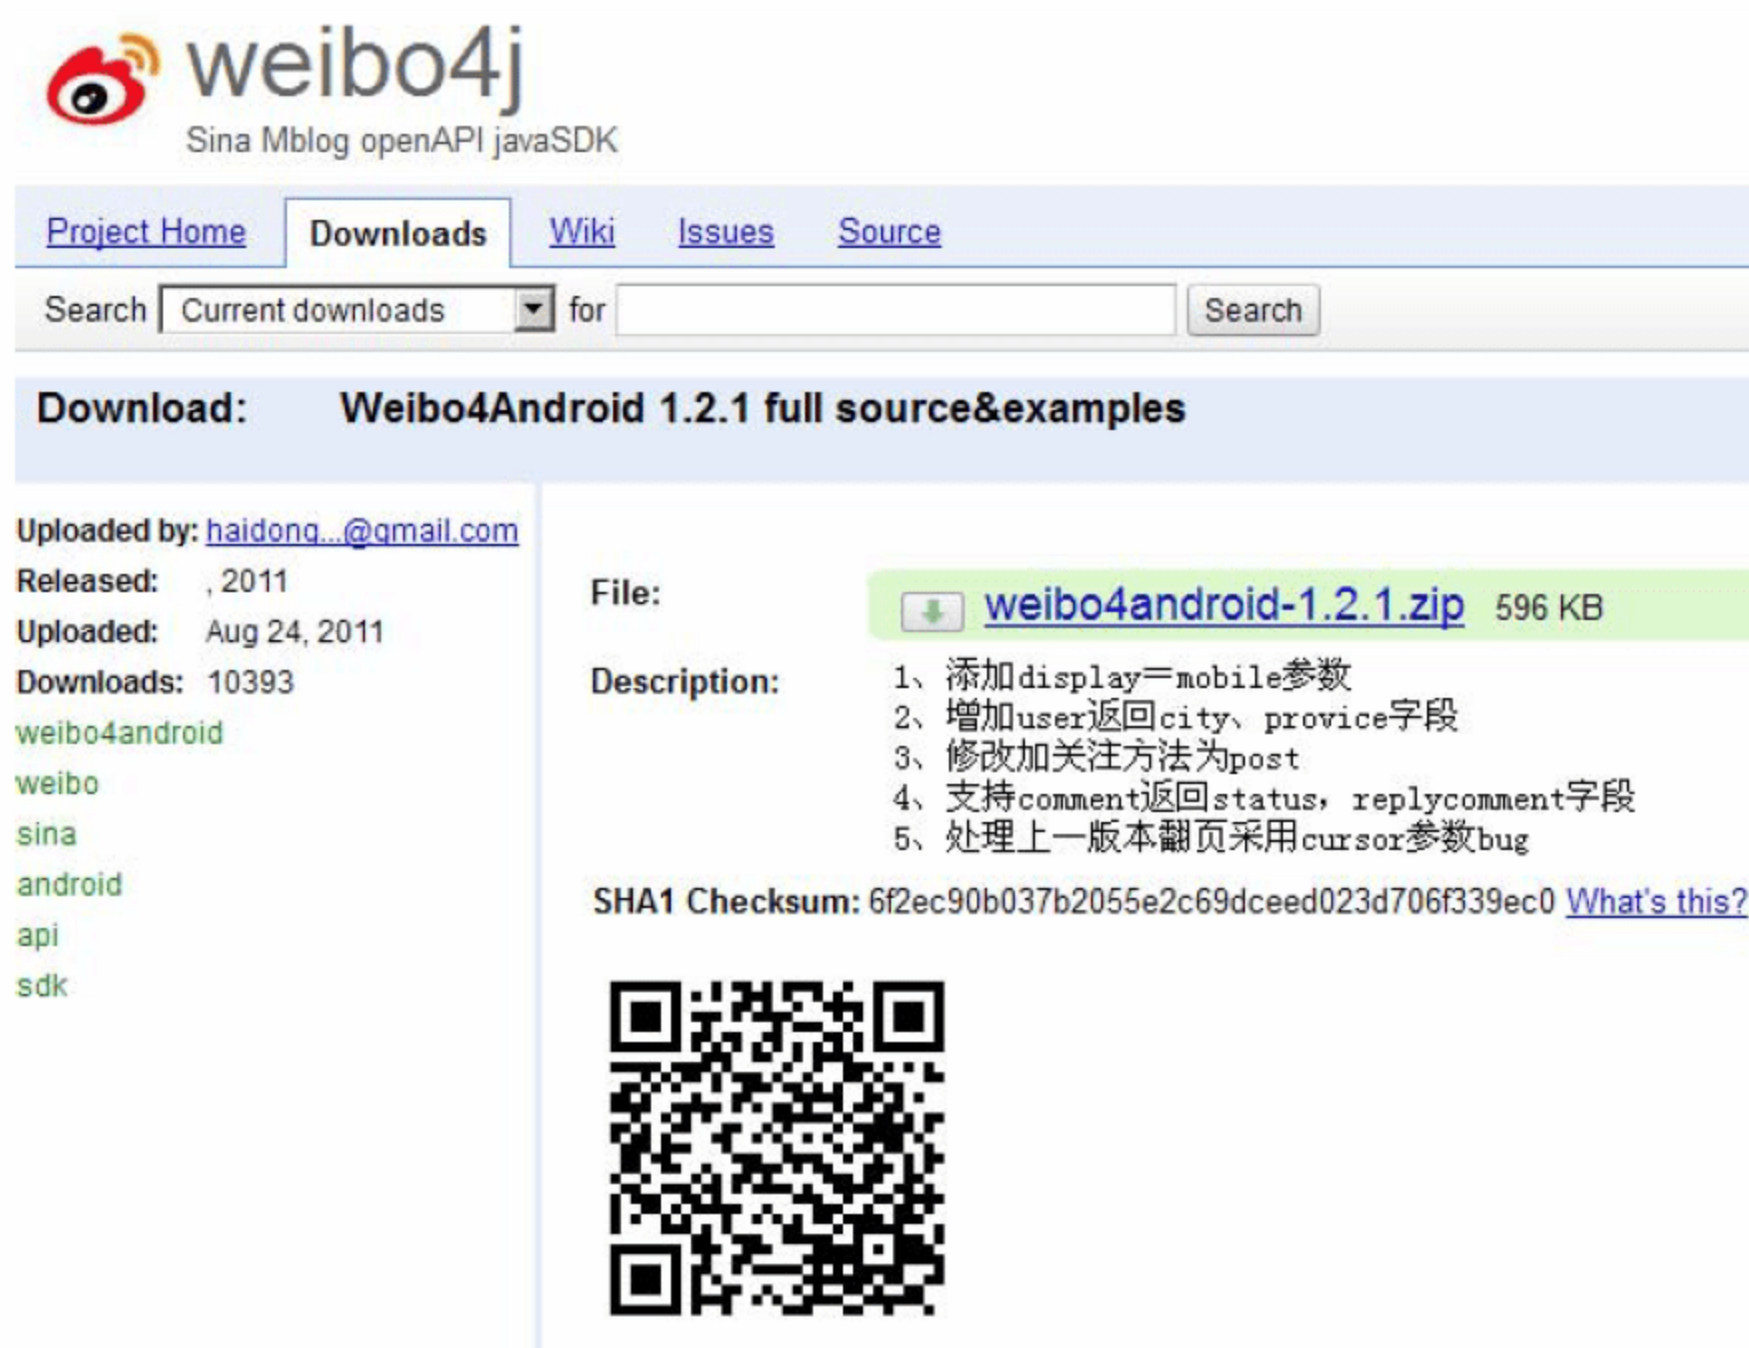 weibo4j
Sina Mblog openAPI javaSDK
Project Home Downloads Wiki Issues Source
Search Current downloads for Search
Download: Weibo4Android 1.2.1 full source&examples
Uploaded by: haidong...@gmail.com
Released: , 2011
Uploaded: Aug 24, 2011
Downloads: 10393
weibo4android
weibo
sina
android
api
sdk
File: weibo4android-1.2.1.zip 596 KB
Description: 1、添加display＝mobile参数
2、增加user返回city、provice字段
3、修改加关注方法为post
4、支持comment返回status，replycomment字段
5、处理上一版本翻页采用cursor参数bug
SHA1 Checksum: 6f2ec90b037b2055e2c69dceed023d706f339ec0 What's this?